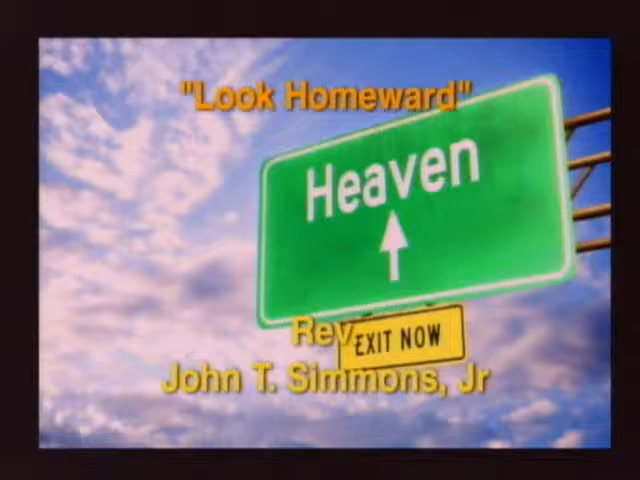 "Look Homeward"
Heaven
Rev.
EXIT NOW
John T. Simmons, Jr